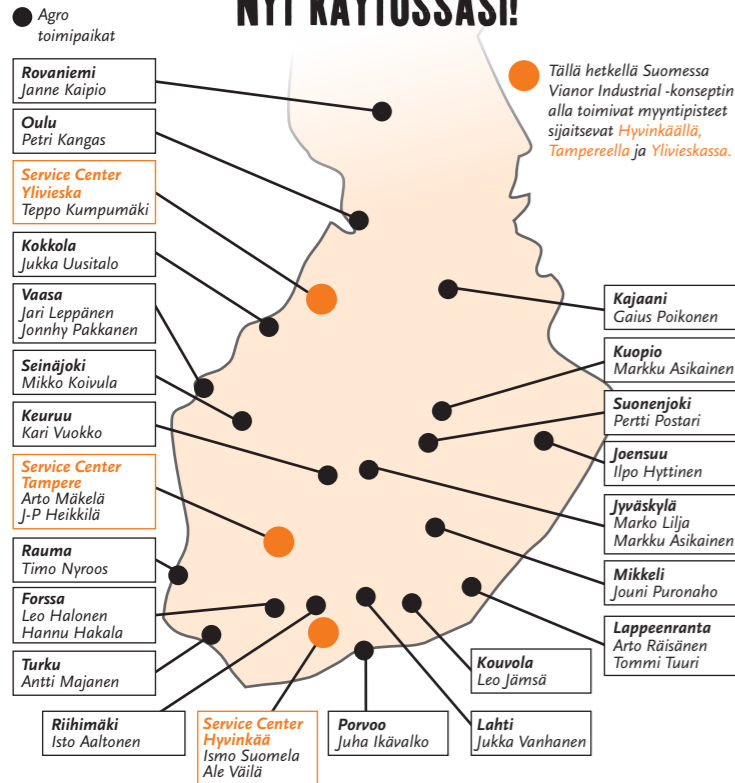 NYT KÄYTÖSSÄSI!
Agro
toimipaikat
Tällä hetkellä Suomessa
Vianor Industrial -konseptin
alla toimivat myyntipisteet
sijaitsevat Hyvinkäällä,
Tampereella ja Ylivieskassa.
Rovaniemi
Janne Kaipio
Oulu
Petri Kangas
Service Center
Ylivieska
Teppo Kumpumäki
Kokkola
Jukka Uusitalo
Vaasa
Jari Leppänen
Jonnhy Pakkanen
Seinäjoki
Mikko Koivula
Keuruu
Kari Vuokko
Service Center
Tampere
Arto Mäkelä
J-P Heikkilä
Rauma
Timo Nyroos
Forssa
Leo Halonen
Hannu Hakala
Turku
Antti Majanen
Riihimäki
Isto Aaltonen
Service Center
Hyvinkää
Ismo Suomela
Ale Väilä
Porvoo
Juha Ikävalko
Lahti
Jukka Vanhanen
Kouvola
Leo Jämsä
Kajaani
Gaius Poikonen
Kuopio
Markku Asikainen
Suonenjoki
Pertti Postari
Joensuu
Ilpo Hyttinen
Jyväskylä
Marko Lilja
Markku Asikainen
Mikkeli
Jouni Puronaho
Lappeenranta
Arto Räisänen
Tommi Tuuri